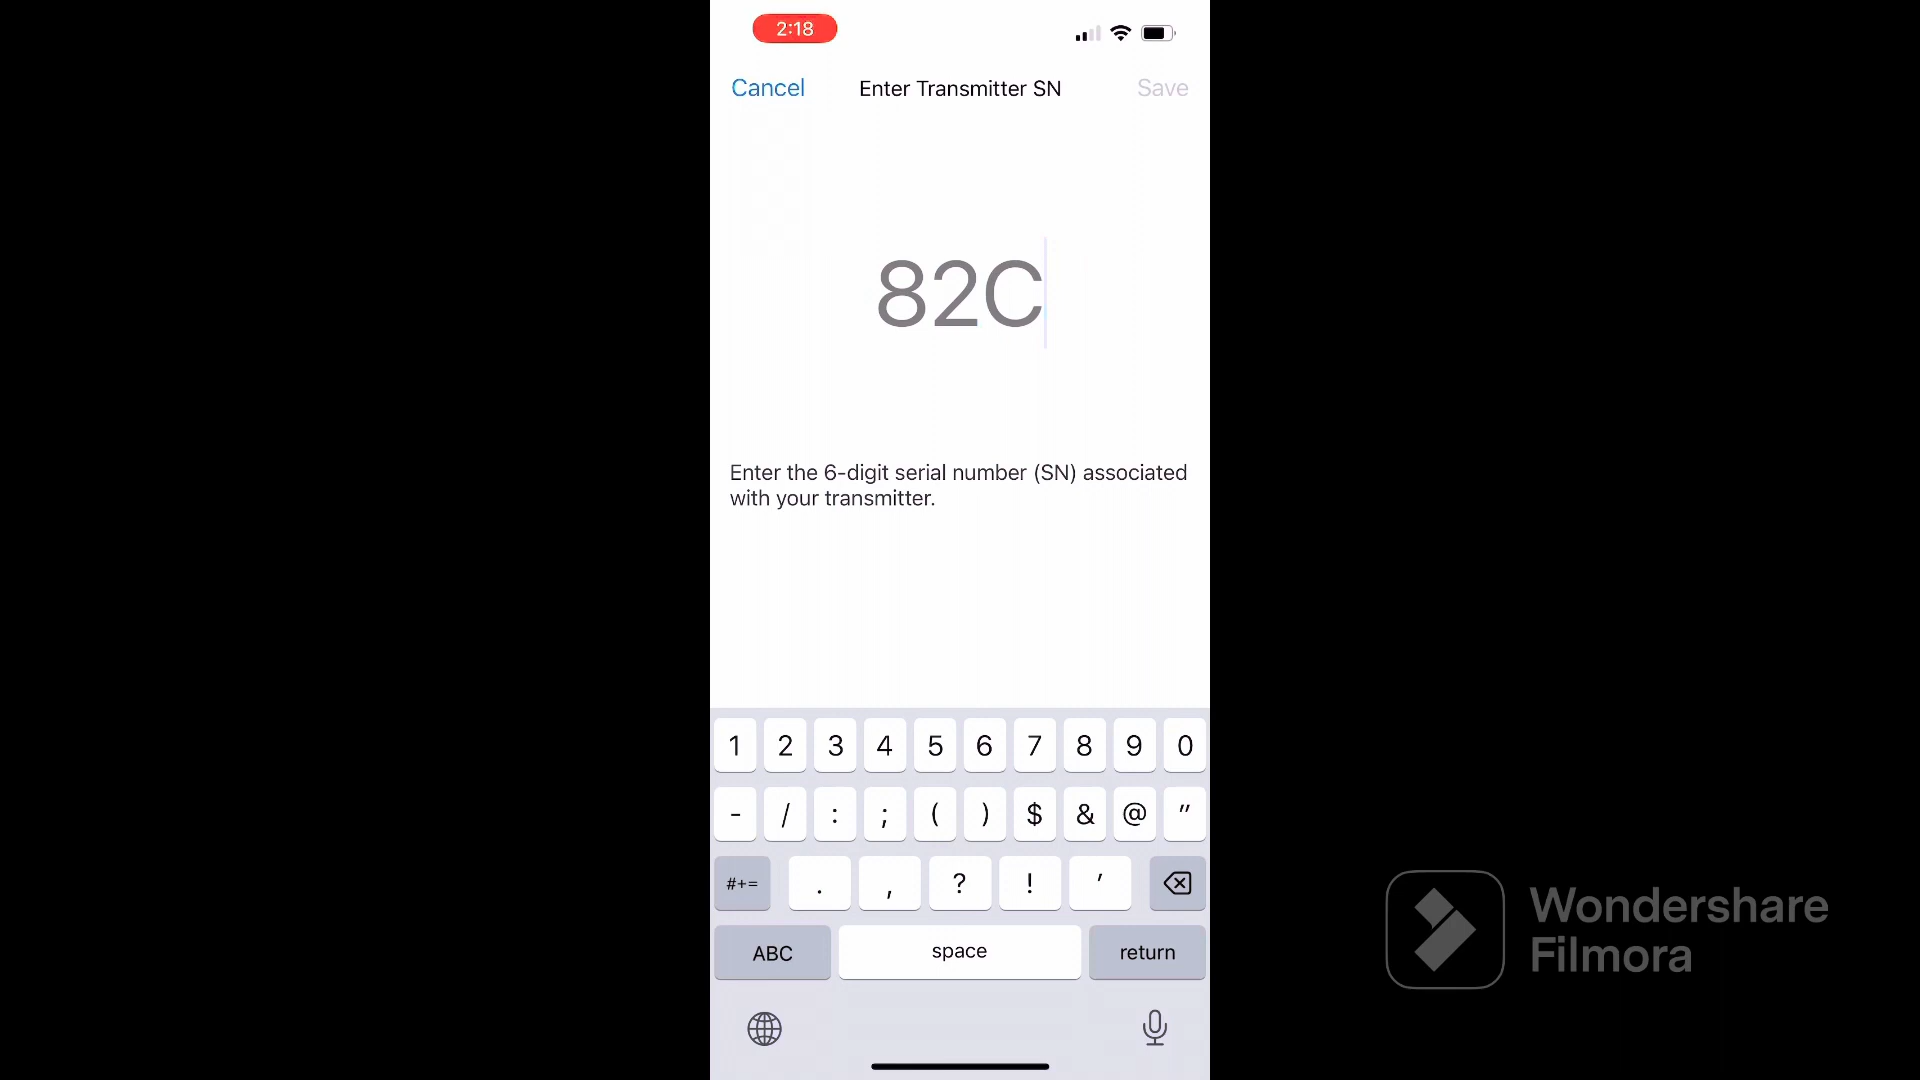 2:18
Cancel Enter Transmitter SN Save
82C
Enter the 6-digit serial number (SN) associated
with your transmitter.
1 2 3 4 5 6 7 8 9 0
- / : ; ( ) $ & @ "
#+= . , ? ! '
ABC space return
Wondershare
Filmora